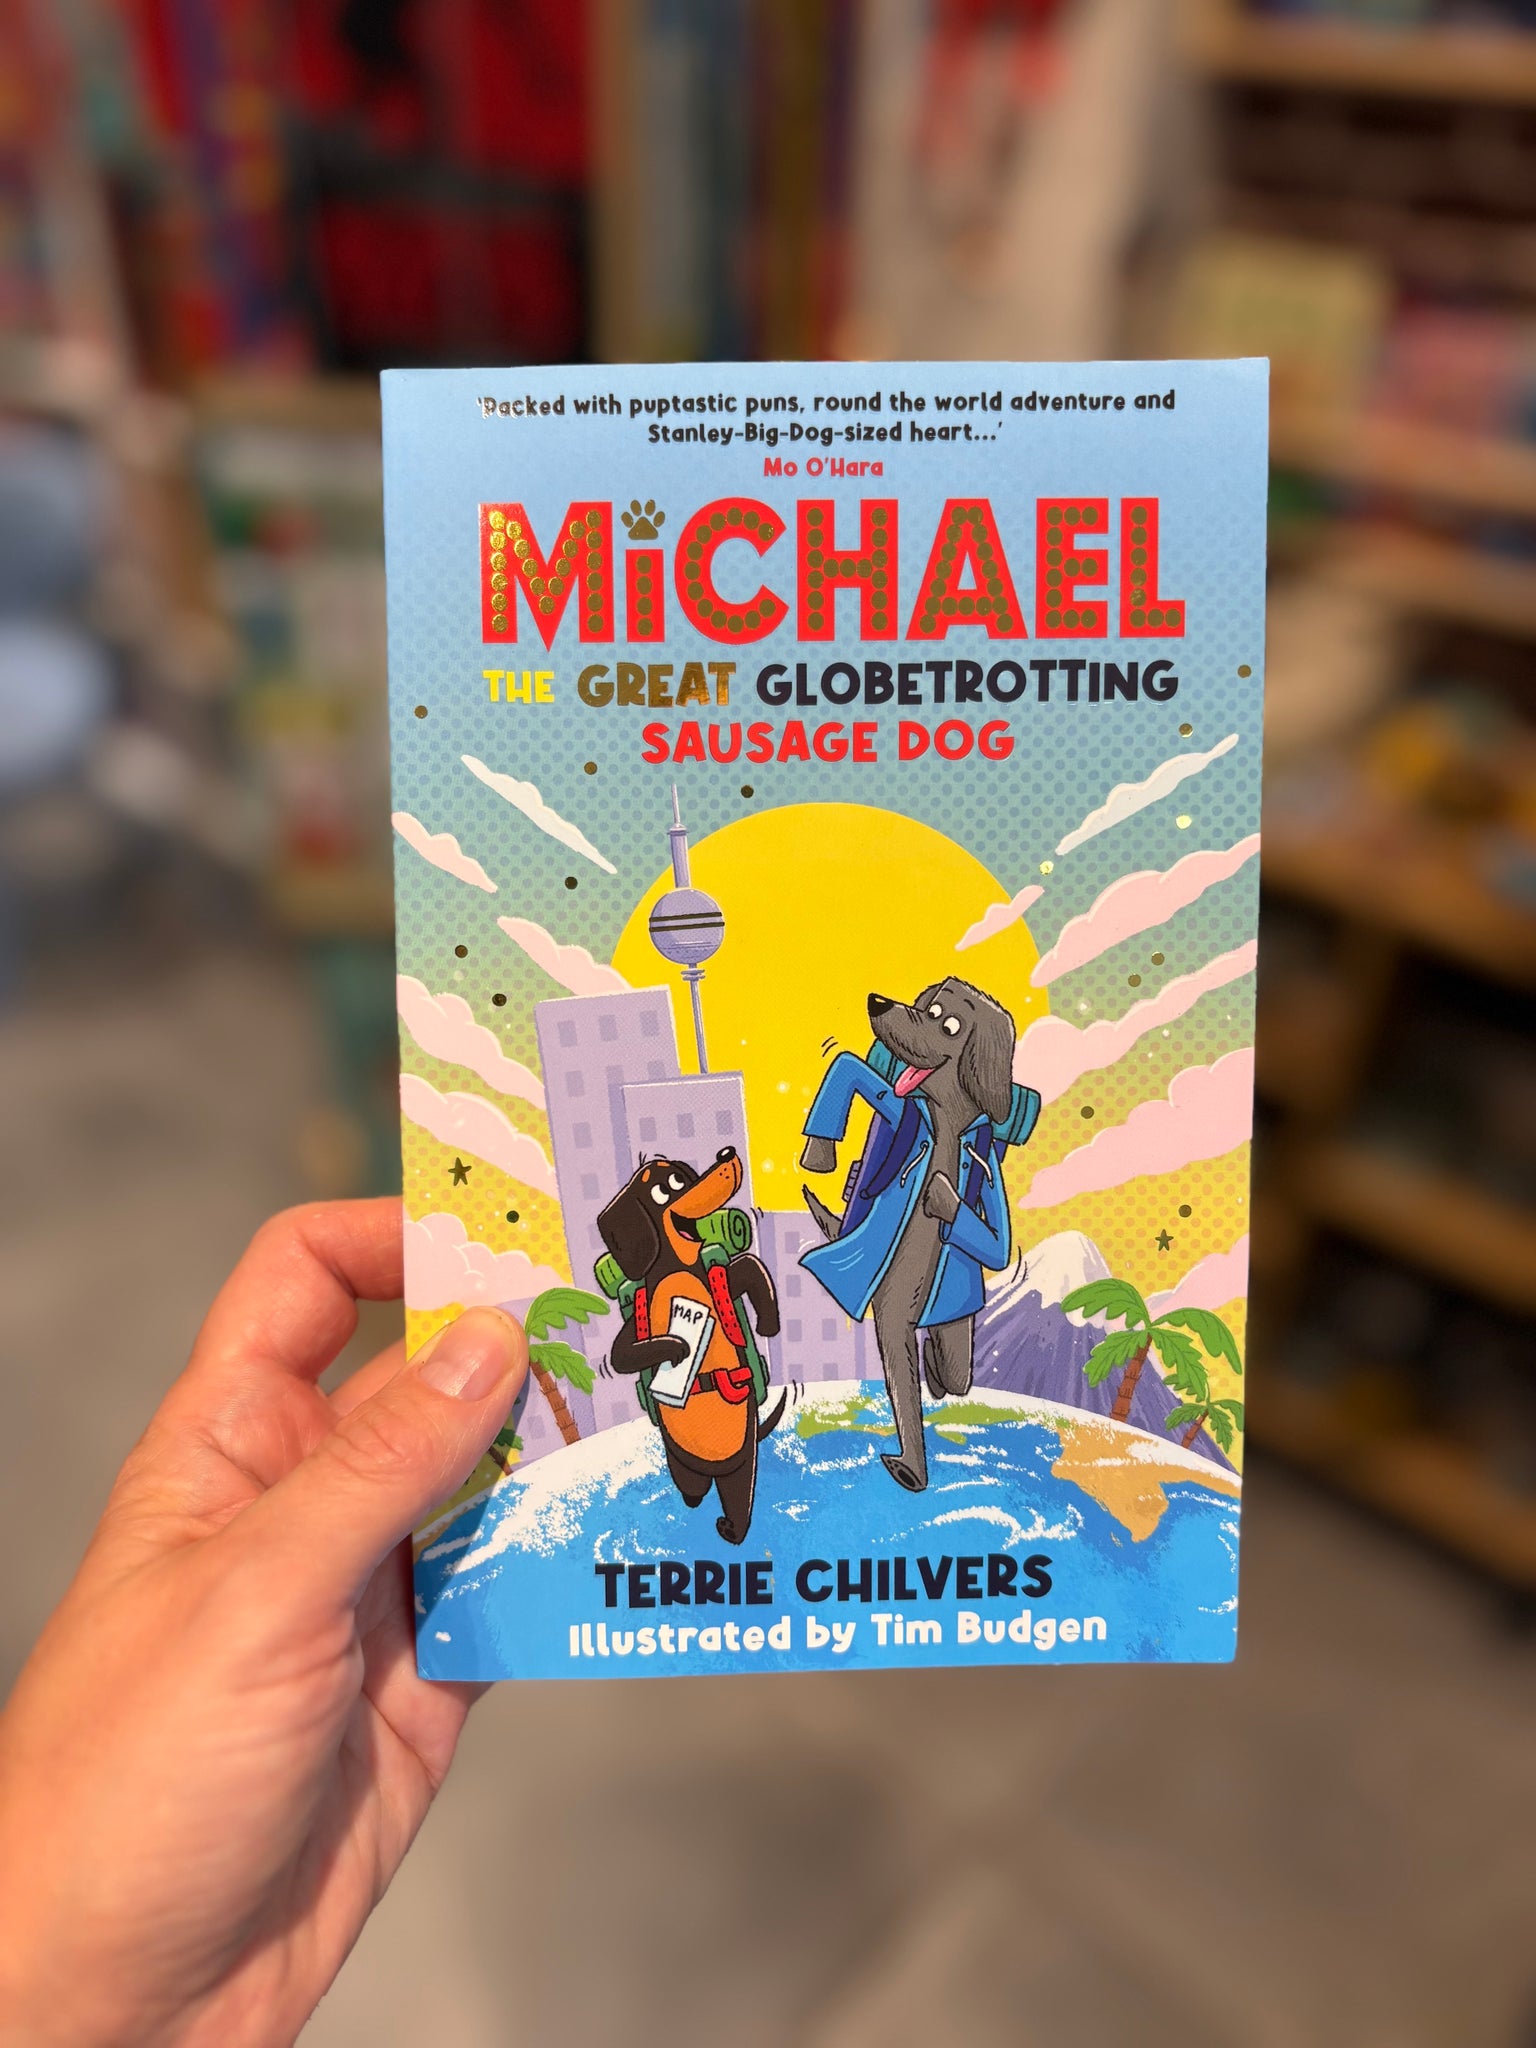 'Packed with puptastic puns, round the world adventure and
Stanley-Big-Dog-sized heart...'
Mo O'Hara
MiCHAEL
THE GREAT GLOBETROTTING
SAUSAGE DOG
MAP
TERRIE CHILVERS
Illustrated by Tim Budgen